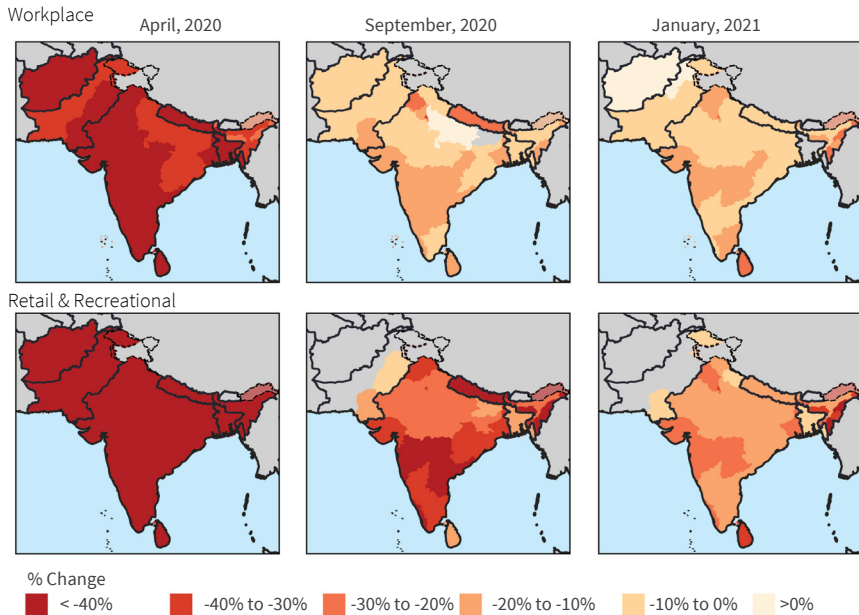 Workplace
April, 2020 September, 2020 January, 2021
Retail & Recreational
% Change
< -40% -40% to -30% -30% to -20% -20% to -10% -10% to 0% >0%